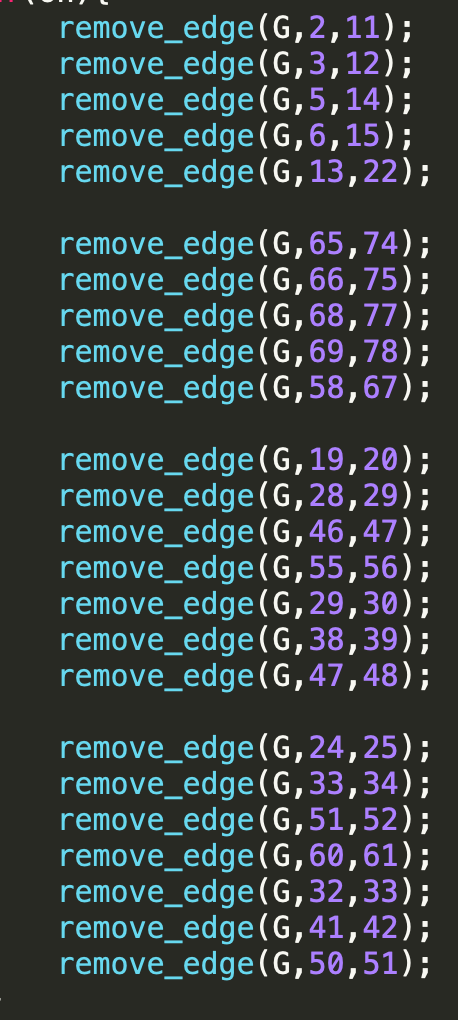 remove_edge(G,2,11);
remove_edge(G,3,12);
remove_edge(G,5,14);
remove_edge(G,6,15);
remove_edge(G,13,22);
remove_edge(G,65,74);
remove_edge(G,66,75);
remove_edge(G,68,77);
remove_edge(G,69,78);
remove_edge(G,58,67);
remove_edge(G,19,20);
remove_edge(G,28,29);
remove_edge(G,46,47);
remove_edge(G,55,56);
remove_edge(G,29,30);
remove_edge(G,38,39);
remove_edge(G,47,48);
remove_edge(G,24,25);
remove_edge(G,33,34);
remove_edge(G,51,52);
remove_edge(G,60,61);
remove_edge(G,32,33);
remove_edge(G,41,42);
remove_edge(G,50,51);